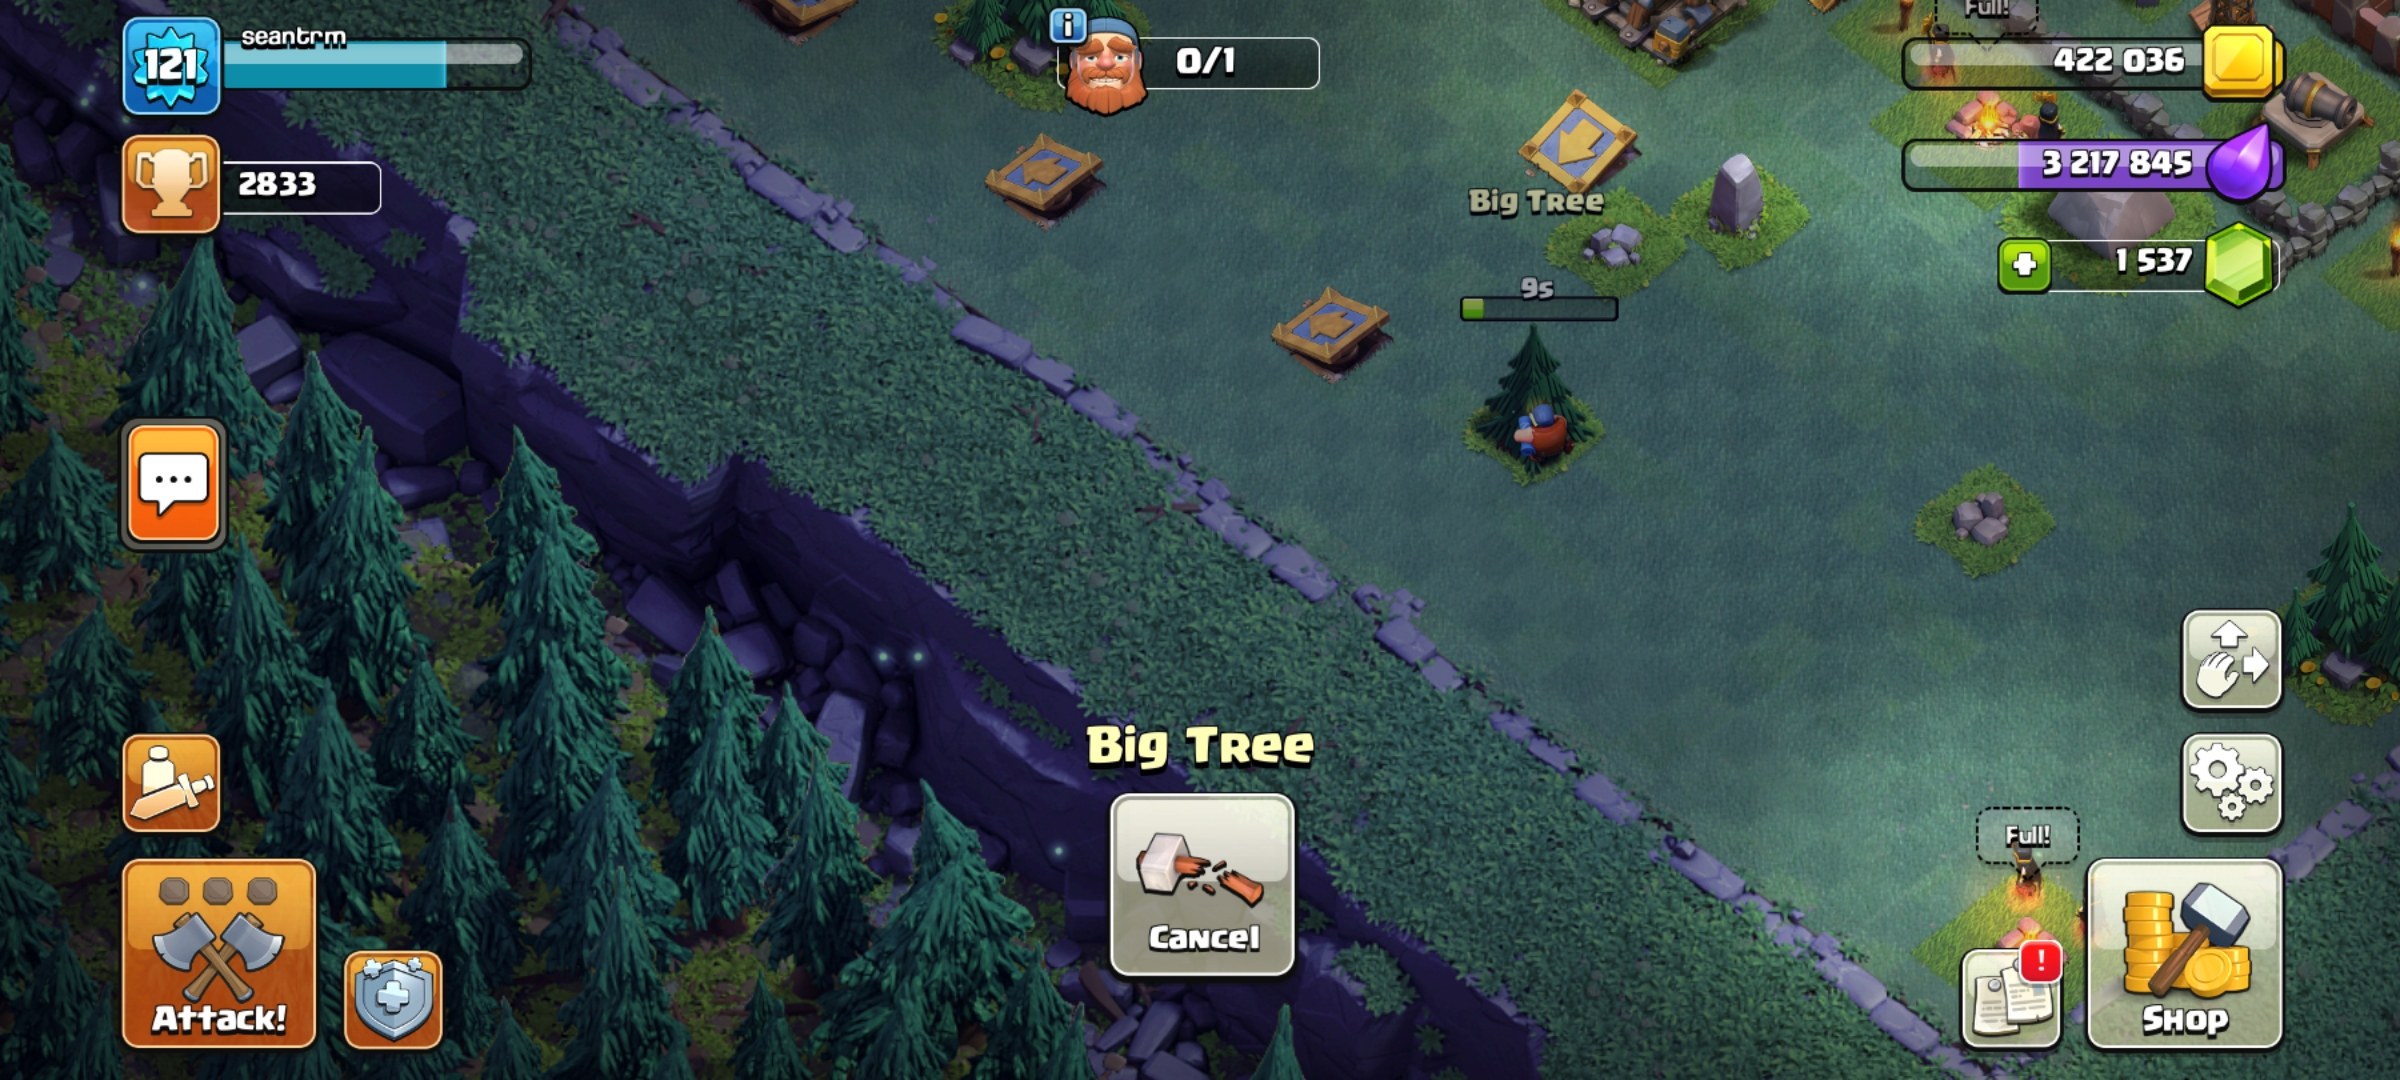 121
seantrm
0/1
Full!
422 036
2833
3 217 845
Big Tree
1 537
9s
Big Tree
Cancel
Full!
Attack!
!
Shop